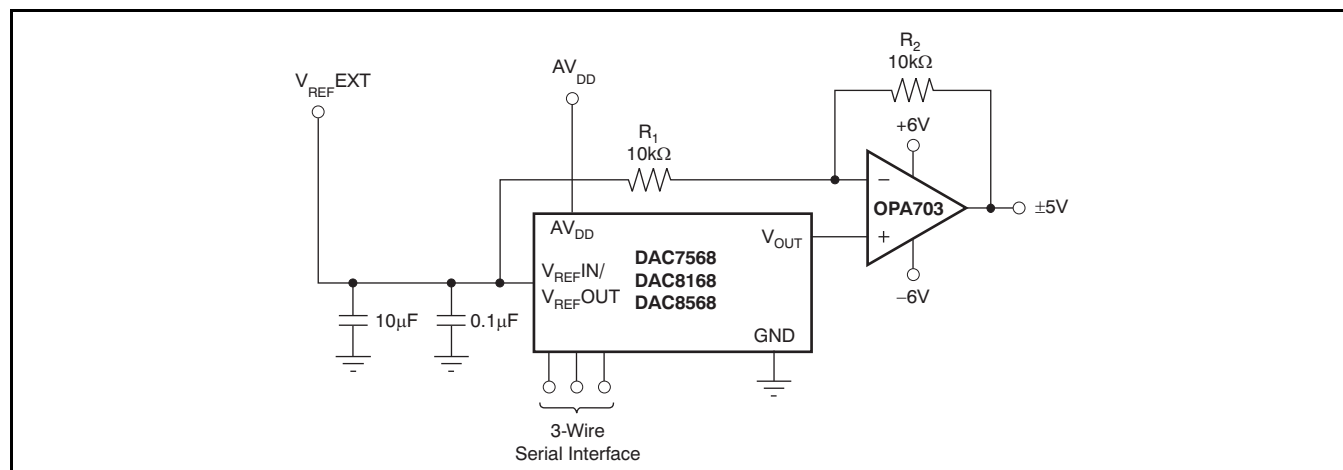 V_REF EXT
AV_DD
R_1
10kΩ
R_2
10kΩ
+6V
−
OPA703
+
−6V
±5V
AV_DD
V_OUT
V_REF IN/
V_REF OUT
DAC7568
DAC8168
DAC8568
GND
10µF
0.1µF
3-Wire
Serial Interface